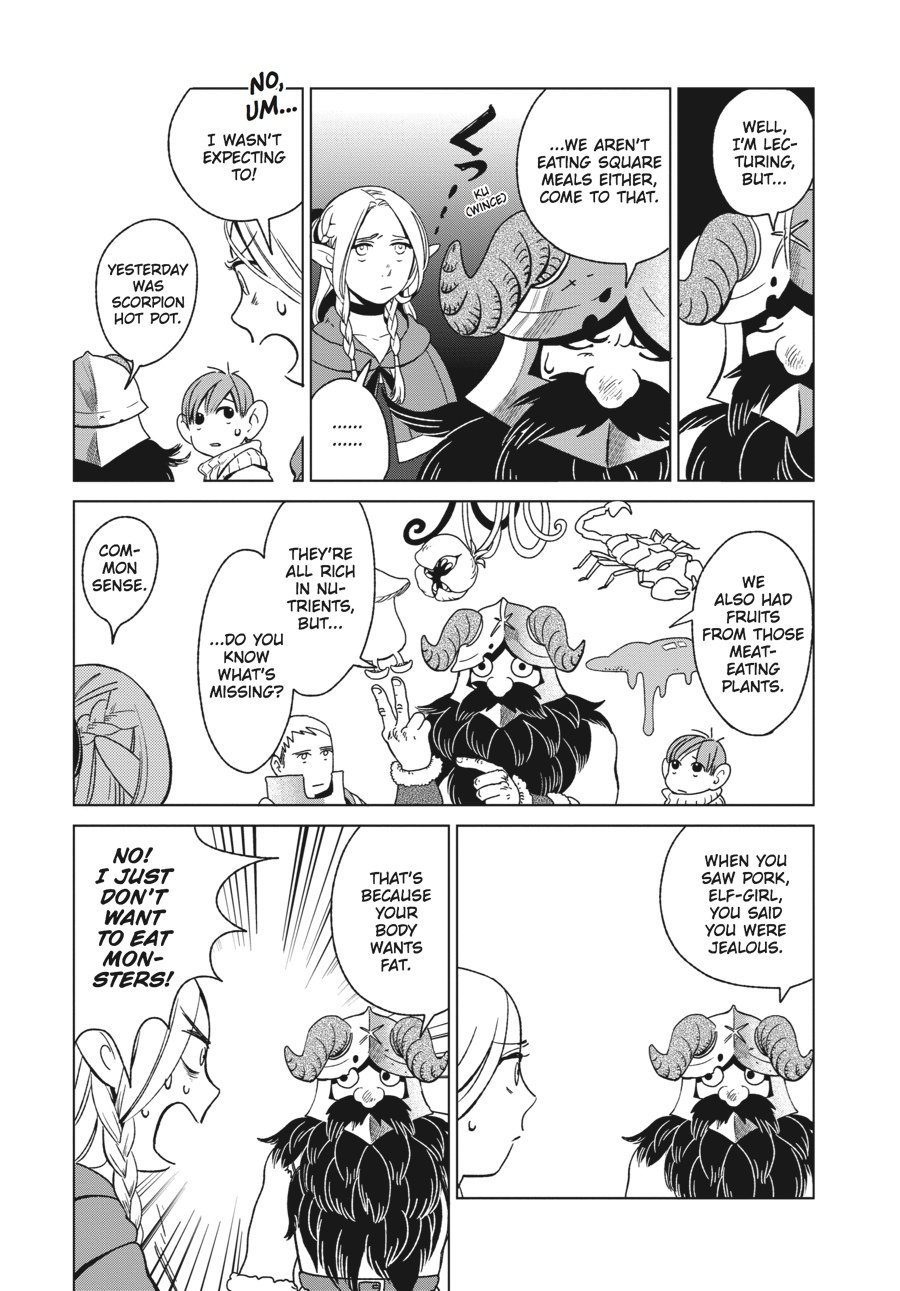 WELL,
I'M LEC-
TURING,
BUT...
...WE AREN'T
EATING SQUARE
MEALS EITHER,
COME TO THAT.
くっ…
KU
(WINCE)
......
......
NO,
UM...
I WASN'T
EXPECTING
TO!
YESTERDAY
WAS
SCORPION
HOT POT.
WE
ALSO HAD
FRUITS
FROM THOSE
MEAT-
EATING
PLANTS.
THEY'RE
ALL RICH
IN NU-
TRIENTS,
BUT...
...DO YOU
KNOW
WHAT'S
MISSING?
COM-
MON
SENSE.
WHEN YOU
SAW PORK,
ELF-GIRL,
YOU SAID
YOU WERE
JEALOUS.
THAT'S
BECAUSE
YOUR
BODY
WANTS
FAT.
NO!
I JUST
DON'T
WANT
TO EAT
MON-
STERS!